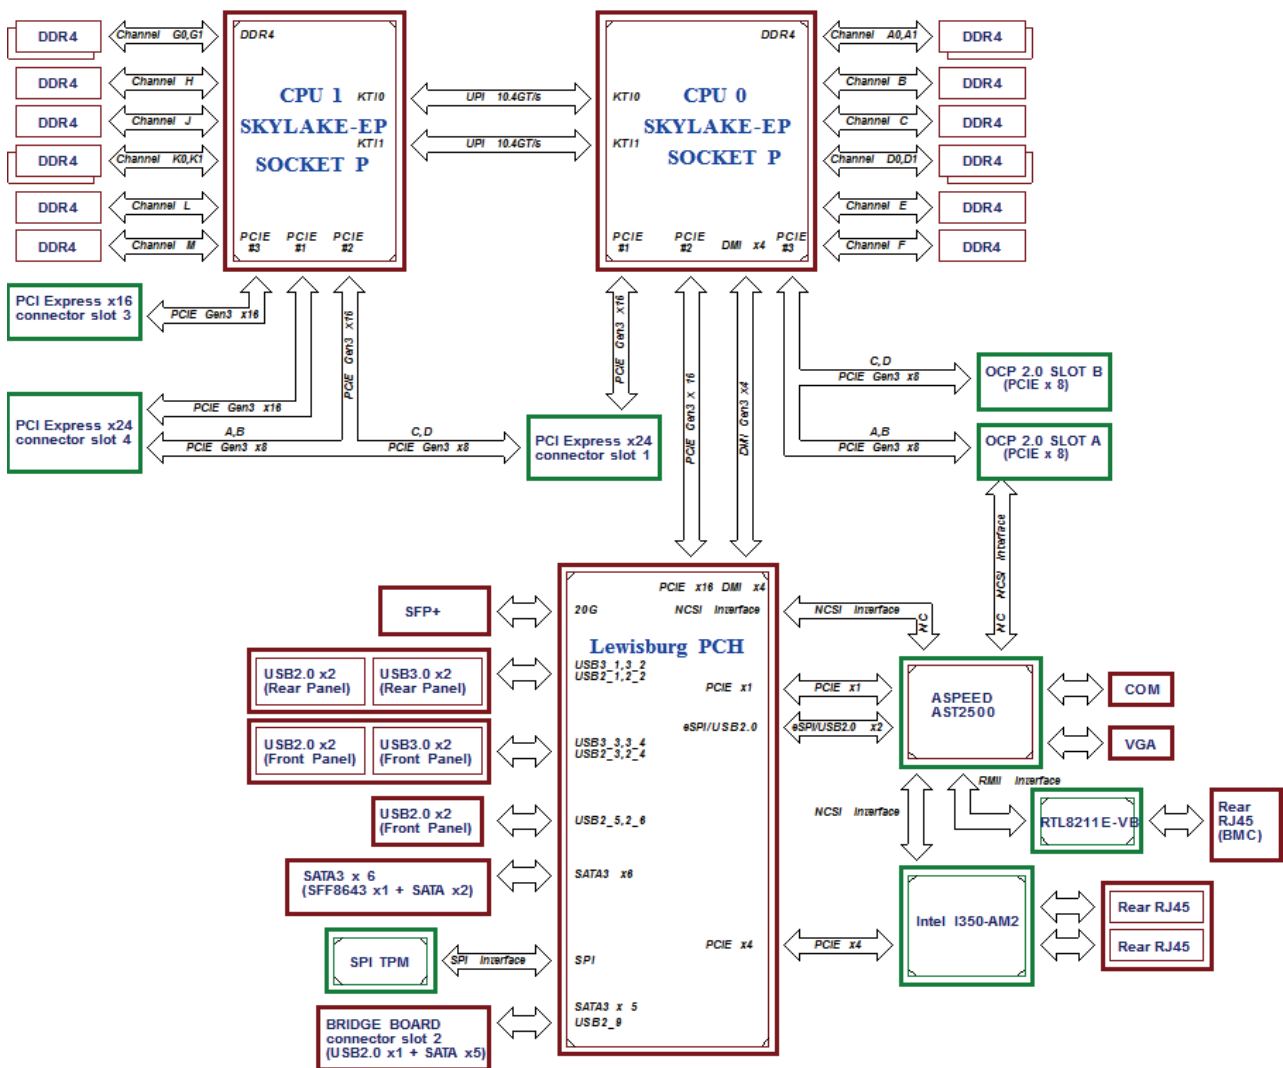 DDR4
Channel G0,G1
DDR4
Channel H
DDR4
Channel J
DDR4
Channel K0,K1
DDR4
Channel L
DDR4
Channel M
DDR4
CPU 1
SKYLAKE-EP
SOCKET P
KTI0
KTI1
PCIE #3
PCIE #1
PCIE #2
UPI 10.4GT/s
UPI 10.4GT/s
DDR4
CPU 0
SKYLAKE-EP
SOCKET P
KTI0
KTI1
PCIE #1
PCIE #2
DMI x4
PCIE #3
Channel A0,A1
DDR4
Channel B
DDR4
Channel C
DDR4
Channel D0,D1
DDR4
Channel E
DDR4
Channel F
DDR4
PCI Express x16
connector slot 3
PCIE Gen3 x16
PCI Express x24
connector slot 4
PCIE Gen3 x16
A,B
PCIE Gen3 x8
PCIE Gen3 x16
C,D
PCIE Gen3 x8
PCI Express x24
connector slot 1
PCIE Gen3 x16
PCIE Gen3 x 16
DMI Gen3 x4
C,D
PCIE Gen3 x8
OCP 2.0 SLOT B
(PCIE x 8)
A,B
PCIE Gen3 x8
OCP 2.0 SLOT A
(PCIE x 8)
NC NCSI Interface
PCIE x16 DMI x4
SFP+
20G
NCSI Interface
NCSI Interface
NC
Lewisburg PCH
USB2.0 x2
(Rear Panel)
USB3.0 x2
(Rear Panel)
USB3_1,3_2
USB2_1,2_2
PCIE x1
PCIE x1
ASPEED
AST2500
COM
eSPI/USB2.0
eSPI/USB2.0 x2
VGA
USB2.0 x2
(Front Panel)
USB3.0 x2
(Front Panel)
USB3_3,3_4
USB2_3,2_4
RMII Interface
NCSI Interface
USB2.0 x2
(Front Panel)
USB2_5,2_6
RTL8211E-VB
Rear
RJ45
(BMC)
SATA3 x 6
(SFF8643 x1 + SATA x2)
SATA3 x6
Intel I350-AM2
Rear RJ45
Rear RJ45
PCIE x4
PCIE x4
SPI TPM
SPI Interface
SPI
SATA3 x 5
USB2_9
BRIDGE BOARD
connector slot 2
(USB2.0 x1 + SATA x5)